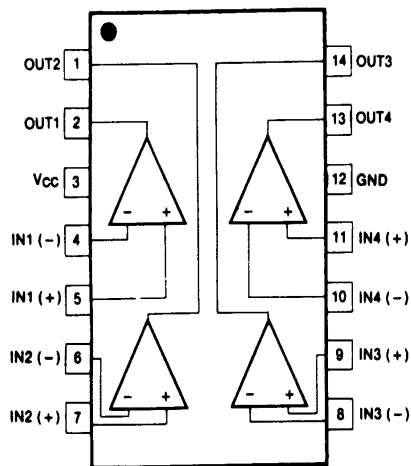 OUT2 1 14 OUT3
OUT1 2 13 OUT4
VCC 3 12 GND
- + - +
IN1 (-) 4 11 IN4 (+)
IN1 (+) 5 10 IN4 (-)
IN2 (-) 6 9 IN3 (+)
- + - +
IN2 (+) 7 8 IN3 (-)